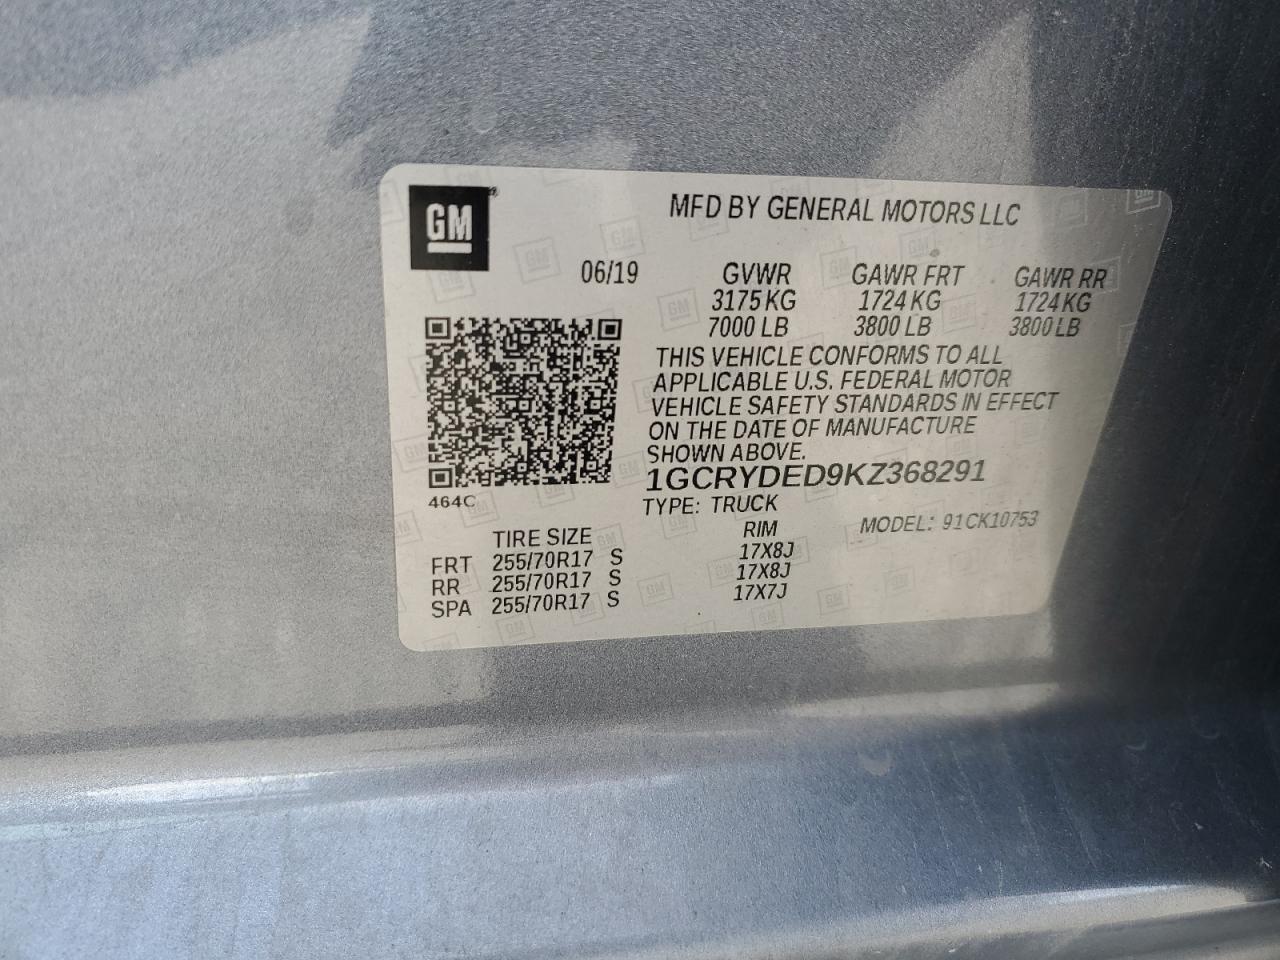 GM
MFD BY GENERAL MOTORS LLC
06/19 GVWR GAWR FRT GAWR RR
3175 KG 1724 KG 1724 KG
7000 LB 3800 LB 3800 LB
THIS VEHICLE CONFORMS TO ALL
APPLICABLE U.S. FEDERAL MOTOR
VEHICLE SAFETY STANDARDS IN EFFECT
ON THE DATE OF MANUFACTURE
SHOWN ABOVE.
1GCRYDED9KZ368291
464C
TYPE: TRUCK
MODEL: 91CK10753
TIRE SIZE RIM
FRT 255/70R17 S 17X8J
RR 255/70R17 S 17X8J
SPA 255/70R17 S 17X7J